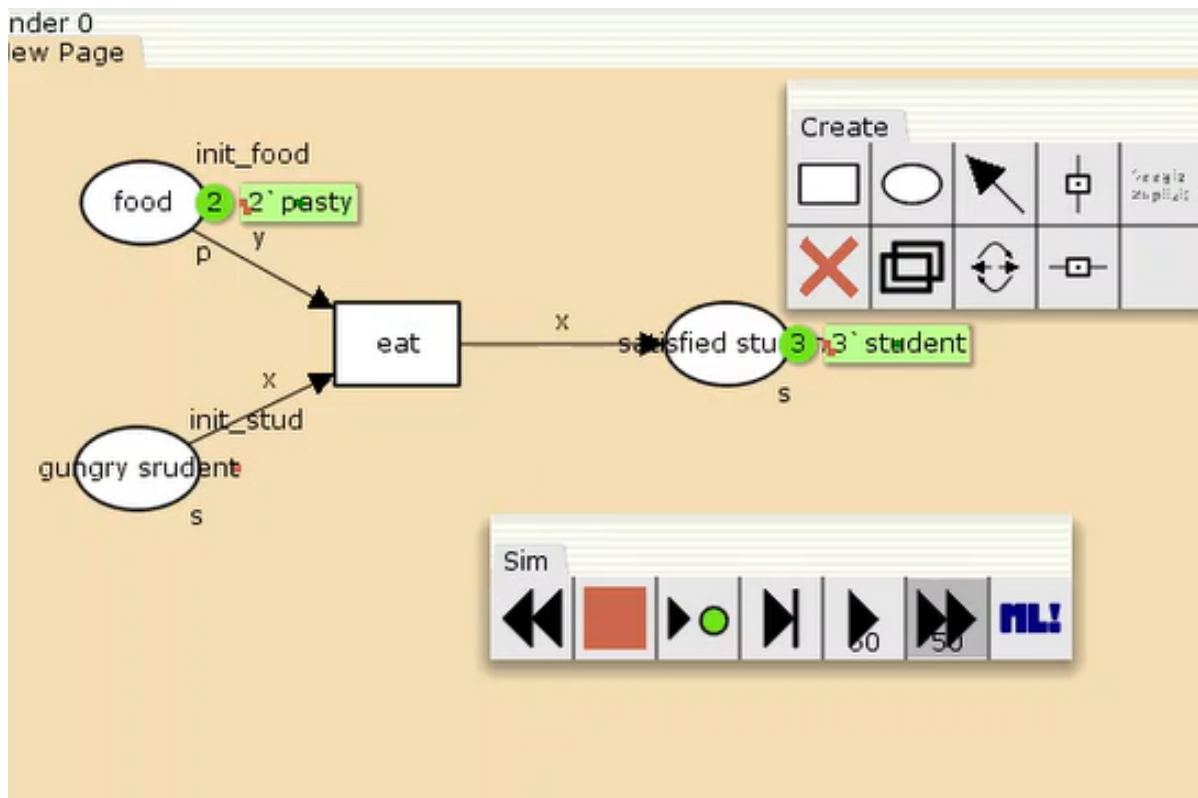 nder 0
ew Page
Create
init_food
food
2
2`pasty
p
y
eat
x
satisfied stu
3
3`student
s
x
init_stud
gungry srudent
s
Sim
50
50
ML!